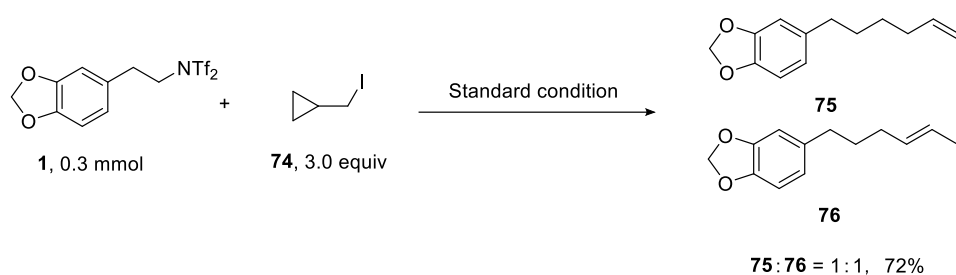 O
O
NTf2
1, 0.3 mmol
+
I
74, 3.0 equiv
Standard condition
O
O
75
O
O
76
75:76 = 1:1, 72%